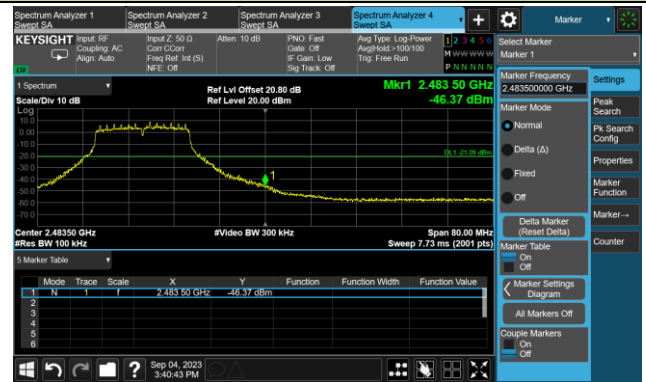 Spectrum Analyzer 1 Swept SA
Spectrum Analyzer 2 Swept SA
Spectrum Analyzer 3 Swept SA
Spectrum Analyzer 4 Swept SA
+
Marker
KEYSIGHT
Input: RF
Coupling: AC
Align: Auto
Input Z: 50 Ω
Corr CCorr
Freq Ref: Int (S)
NFE: Off
Atten: 10 dB
PNO: Fast
Gate: Off
IF Gain: Low
Sig Track: Off
Avg Type: Log-Power
Avg|Hold:>100/100
Trig: Free Run
1 2 3 4 5 6
M W W W W W
P N N N N N
Select Marker
Marker 1
1 Spectrum
Scale/Div 10 dB
Log
Ref Lvl Offset 20.80 dB
Ref Level 20.00 dBm
Mkr1 2.483 50 GHz
-46.37 dBm
10.0
0.00
-10.0
-20.0
-30.0
-40.0
-50.0
-60.0
-70.0
DL1 -21.09 dBm
1
Center 2.48350 GHz
#Res BW 100 kHz
#Video BW 300 kHz
Span 80.00 MHz
Sweep 7.73 ms (2001 pts)
5 Marker Table
Mode Trace Scale X Y Function Function Width Function Value
1 N 1 f 2.483 50 GHz -46.37 dBm
2
3
4
5
6
Marker Frequency
2.483500000 GHz
Marker Mode
Normal
Delta (Δ)
Fixed
Off
Delta Marker
(Reset Delta)
Marker Table
On
Off
Marker Settings
Diagram
All Markers Off
Couple Markers
On
Off
Settings
Peak Search
Pk Search Config
Properties
Marker Function
Marker→
Counter
?
Sep 04, 2023
3:40:43 PM